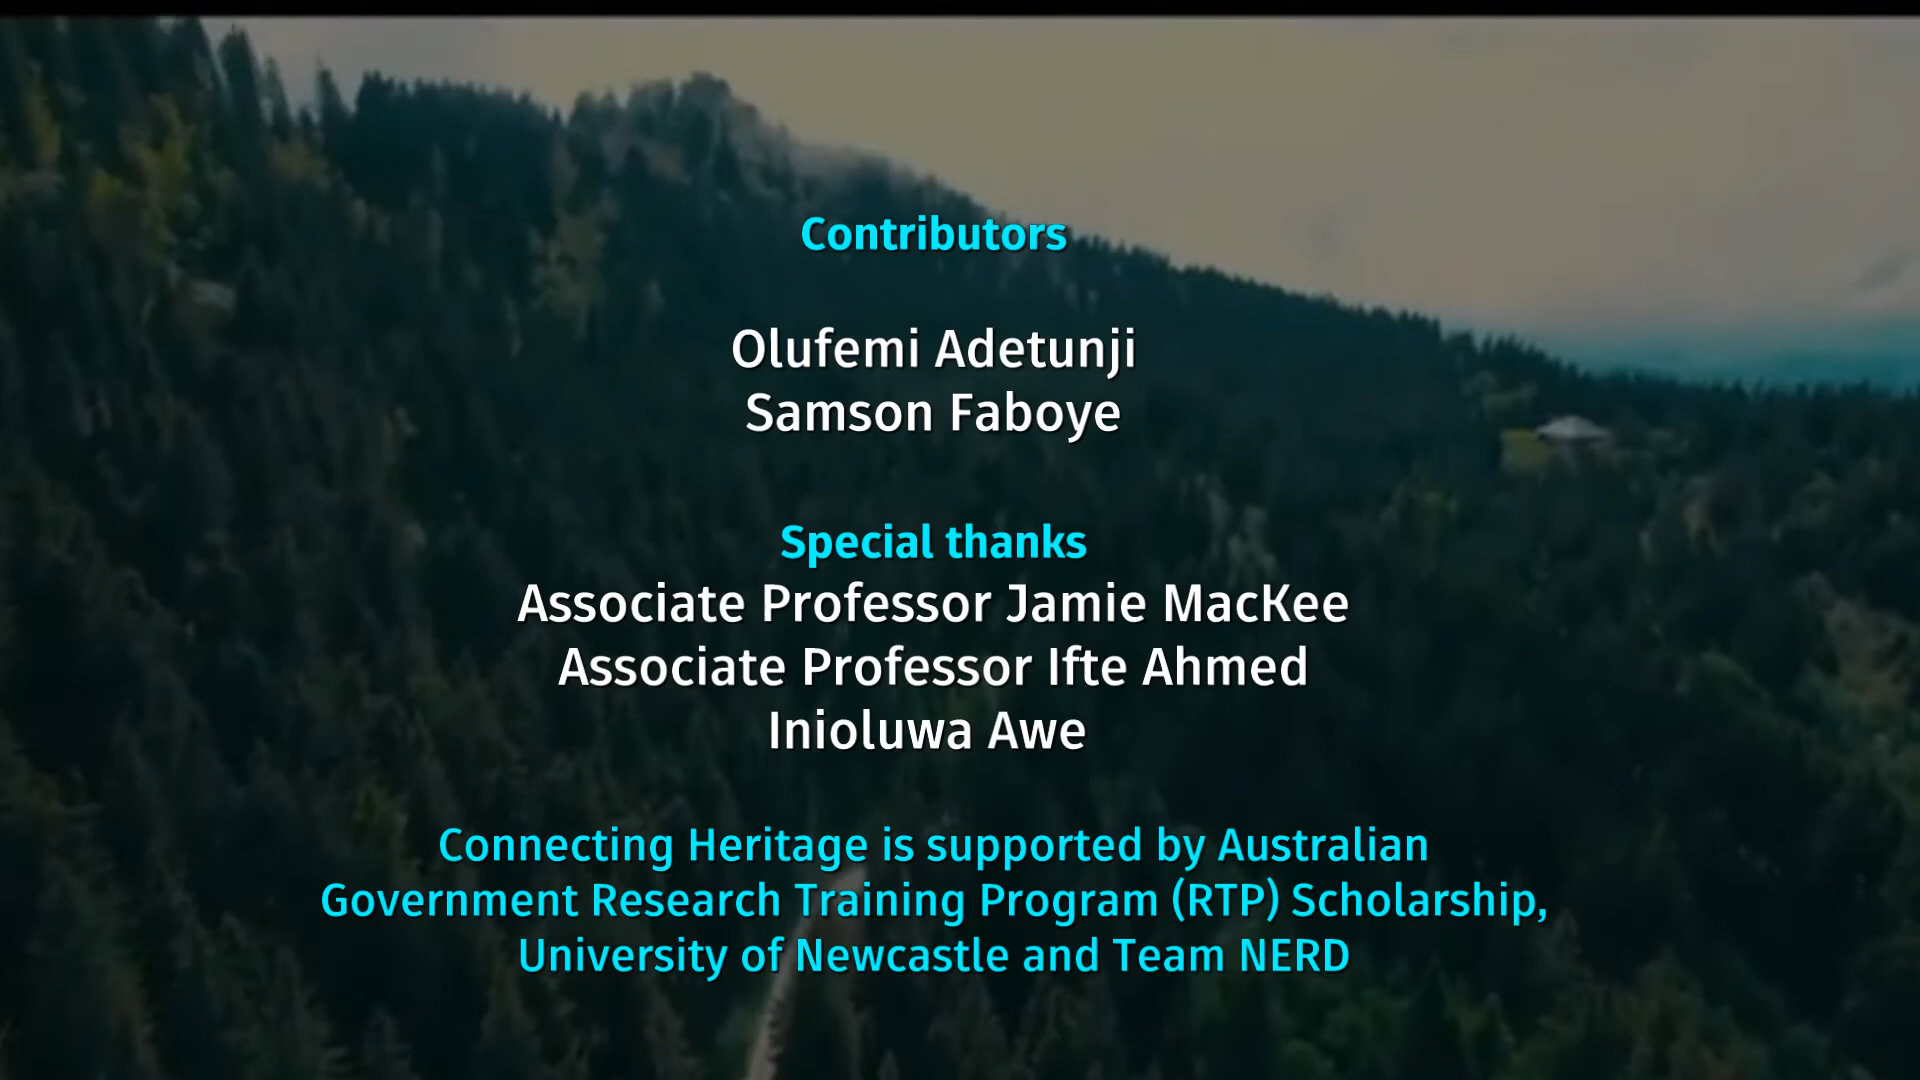 Contributors
Olufemi Adetunji
Samson Faboye
Special thanks
Associate Professor Jamie MacKee
Associate Professor Ifte Ahmed
Inioluwa Awe
Connecting Heritage is supported by Australian
Government Research Training Program (RTP) Scholarship,
University of Newcastle and Team NERD